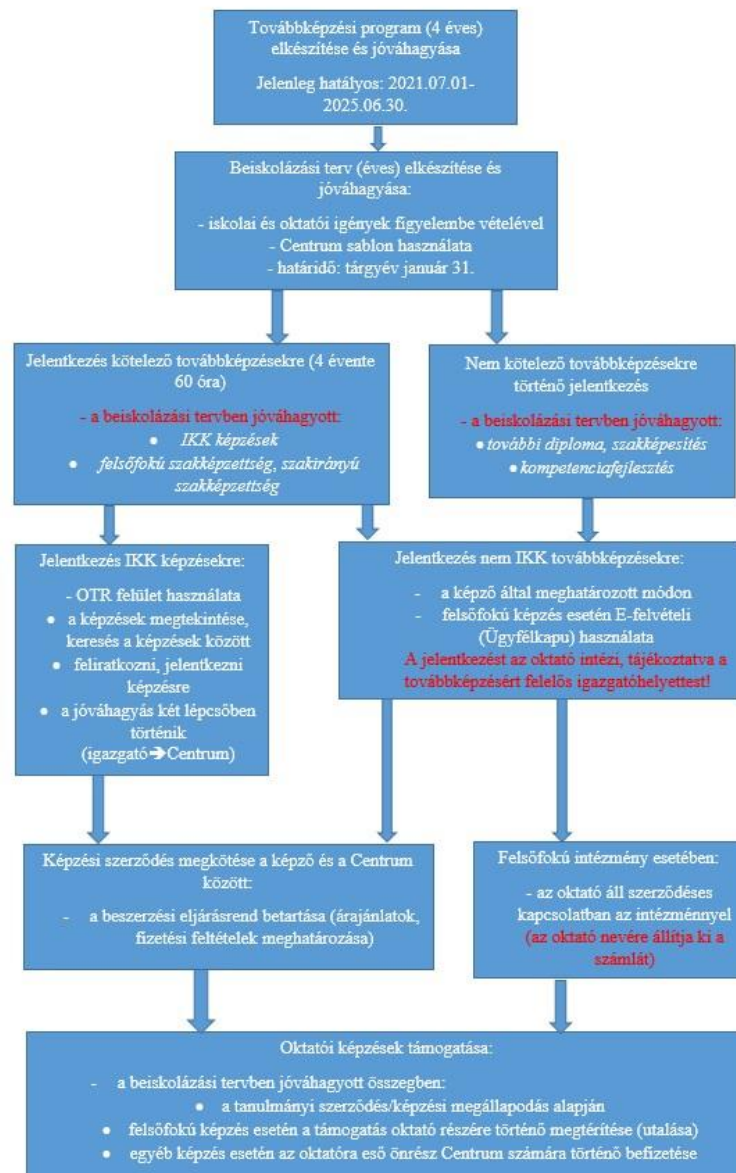 Továbbképzési program (4 éves)
elkészítése és jóváhagyása
Jelenleg hatályos: 2021.07.01-
2025.06.30.
Beiskolázási terv (éves) elkészítése és
jóváhagyása:
- iskolai és oktatói igények figyelembe vételével
- Centrum sablon használata
- határidő: tárgyév január 31.
Jelentkezés kötelező továbbképzésekre (4 évente
60 óra)
- a beiskolázási tervben jóváhagyott:
● IKK képzések
● felsőfokú szakképzettség, szakirányú
szakképzettség
Nem kötelező továbbképzésekre
történő jelentkezés
- a beiskolázási tervben jóváhagyott:
●további diploma, szakképesítés
●kompetenciafejlesztés
Jelentkezés IKK képzésekre:
- OTR felület használata
● a képzések megtekintése,
keresés a képzések között
● feliratkozni, jelentkezni
képzésre
● a jóváhagyás két lépcsőben
történik
(igazgató➔Centrum)
Jelentkezés nem IKK továbbképzésekre:
- a képző által meghatározott módon
- felsőfokú képzés esetén E-felvételi
(Ügyfélkapu) használata
A jelentkezést az oktató intézi, tájékoztatva a
továbbképzésért felelős igazgatóhelyettest!
Képzési szerződés megkötése a képző és a Centrum
között:
- a beszerzési eljárásrend betartása (árajánlatok,
fizetési feltételek meghatározása)
Felsőfokú intézmény esetében:
- az oktató áll szerződéses
kapcsolatban az intézménnyel
(az oktató nevére állítja ki a
számlát)
Oktatói képzések támogatása:
- a beiskolázási tervben jóváhagyott összegben:
● a tanulmányi szerződés/képzési megállapodás alapján
● felsőfokú képzés esetén a támogatás oktató részére történő megtérítése (utalása)
● egyéb képzés esetén az oktatóra eső önrész Centrum számára történő befizetése